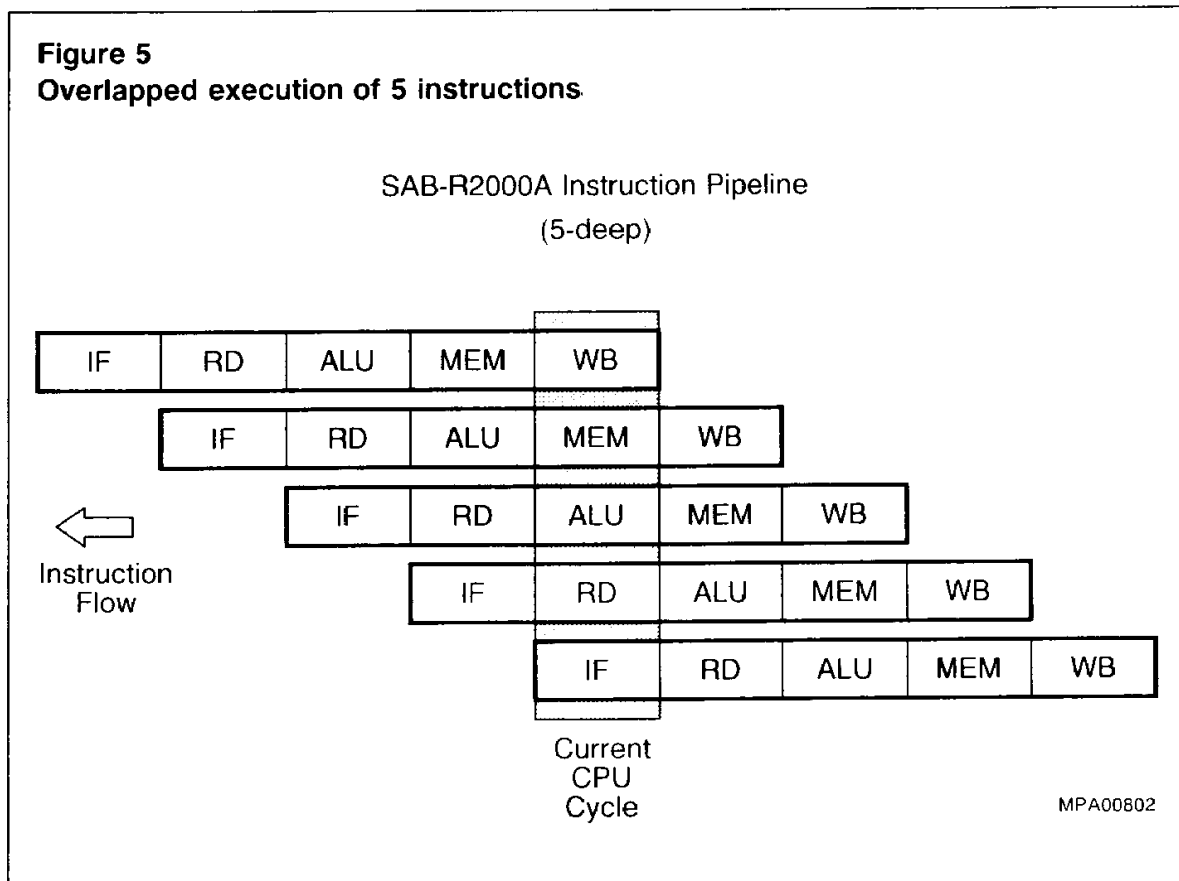 Figure 5
Overlapped execution of 5 instructions
SAB-R2000A Instruction Pipeline
(5-deep)
IF RD ALU MEM WB
IF RD ALU MEM WB
IF RD ALU MEM WB
IF RD ALU MEM WB
IF RD ALU MEM WB
Instruction
Flow
Current
CPU
Cycle
MPA00802